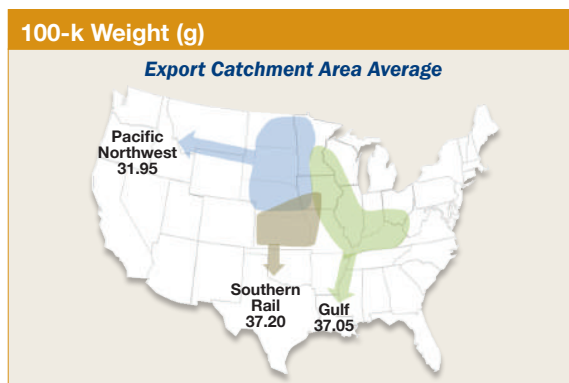 100-k Weight (g)
Export Catchment Area Average
Pacific
Northwest
31.95
Southern
Rail
37.20
Gulf
37.05